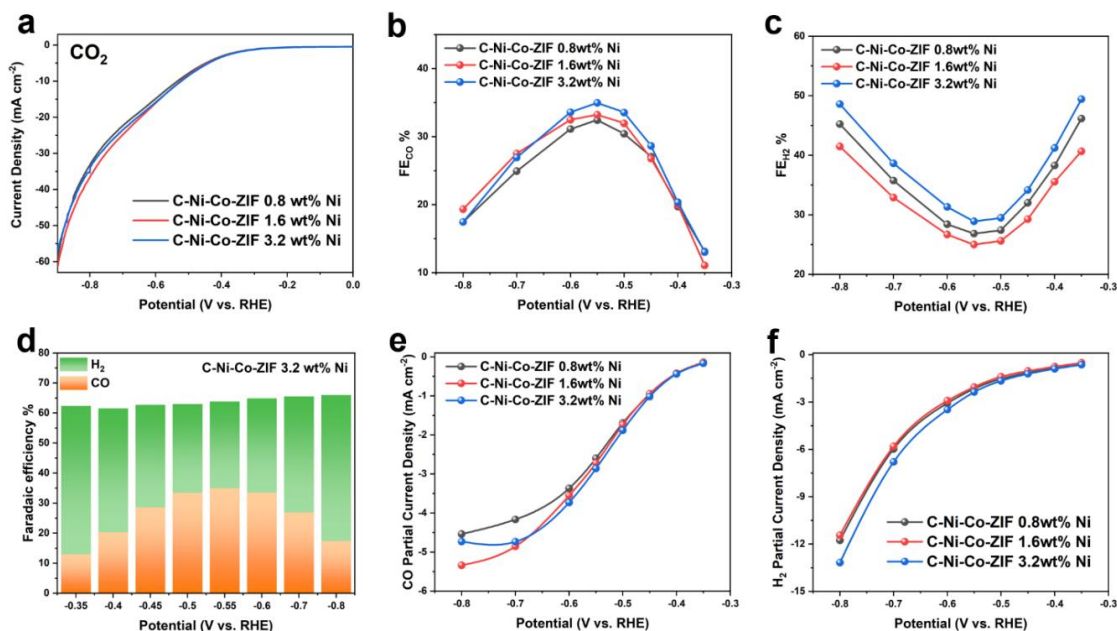 a
CO2
Current Density (mA cm-2)
0
-10
-20
-30
-40
-50
-60
C-Ni-Co-ZIF 0.8 wt% Ni
C-Ni-Co-ZIF 1.6 wt% Ni
C-Ni-Co-ZIF 3.2 wt% Ni
-0.8 -0.6 -0.4 -0.2 0.0
Potential (V vs. RHE)
b
FECO %
40
30
20
10
C-Ni-Co-ZIF 0.8wt% Ni
C-Ni-Co-ZIF 1.6wt% Ni
C-Ni-Co-ZIF 3.2wt% Ni
-0.8 -0.7 -0.6 -0.5 -0.4 -0.3
Potential (V vs. RHE)
c
FEH2 %
60
50
40
30
20
C-Ni-Co-ZIF 0.8wt% Ni
C-Ni-Co-ZIF 1.6wt% Ni
C-Ni-Co-ZIF 3.2wt% Ni
-0.8 -0.7 -0.6 -0.5 -0.4 -0.3
Potential (V vs. RHE)
d
Faradaic efficiency %
80
70
60
50
40
30
20
10
0
H2
CO
C-Ni-Co-ZIF 3.2 wt% Ni
-0.35 -0.4 -0.45 -0.5 -0.55 -0.6 -0.7 -0.8
Potential (V vs. RHE)
e
CO Partial Current Density (mA cm-2)
0
-1
-2
-3
-4
-5
-6
C-Ni-Co-ZIF 0.8wt% Ni
C-Ni-Co-ZIF 1.6wt% Ni
C-Ni-Co-ZIF 3.2wt% Ni
-0.8 -0.7 -0.6 -0.5 -0.4 -0.3
Potential (V vs. RHE)
f
H2 Partial Current Density (mA cm-2)
0
-3
-6
-9
-12
-15
C-Ni-Co-ZIF 0.8wt% Ni
C-Ni-Co-ZIF 1.6wt% Ni
C-Ni-Co-ZIF 3.2wt% Ni
-0.8 -0.7 -0.6 -0.5 -0.4 -0.3
Potential (V vs. RHE)